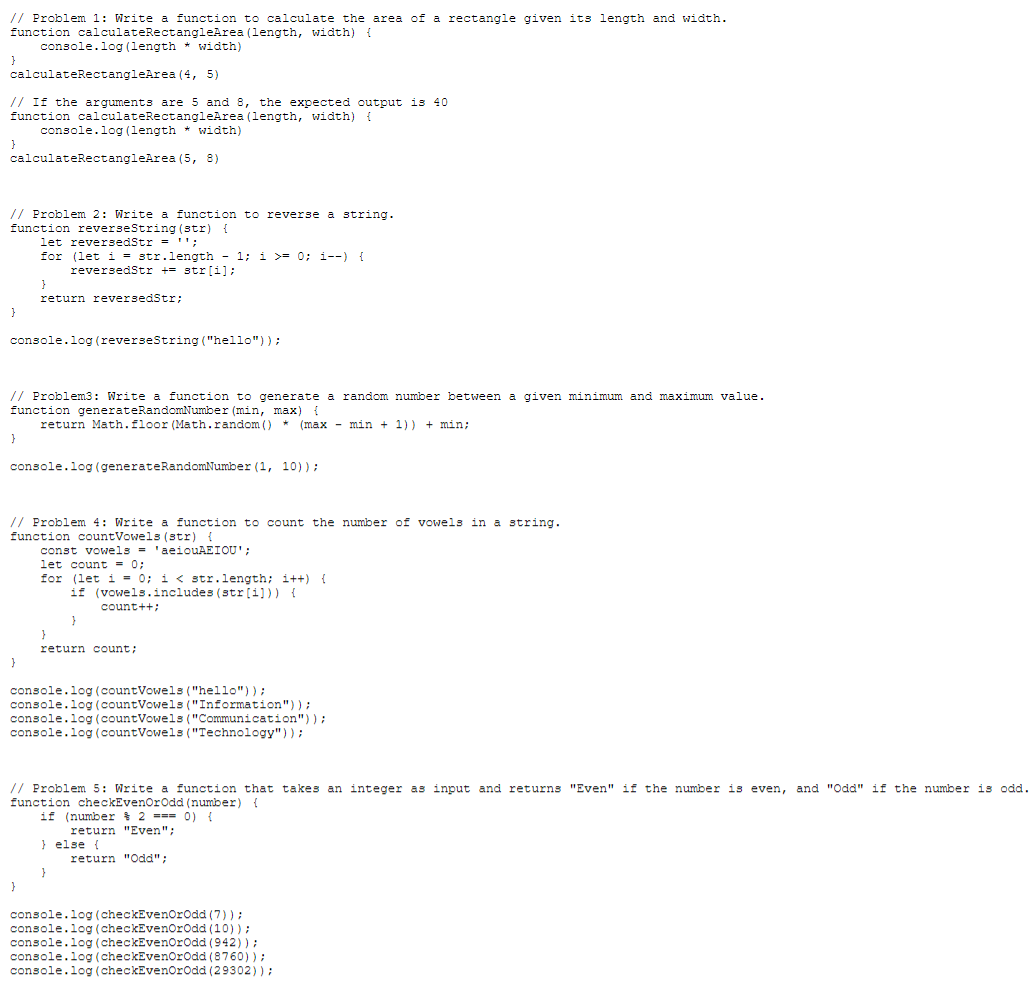 // Problem 1: Write a function to calculate the area of a rectangle given its length and width.
function calculateRectangleArea(length, width) {
    console.log(length * width)
}
calculateRectangleArea(4, 5)

// If the arguments are 5 and 8, the expected output is 40
function calculateRectangleArea(length, width) {
    console.log(length * width)
}
calculateRectangleArea(5, 8)

// Problem 2: Write a function to reverse a string.
function reverseString(str) {
    let reversedStr = '';
    for (let i = str.length - 1; i >= 0; i--) {
        reversedStr += str[i];
    }
    return reversedStr;
}

console.log(reverseString("hello"));

// Problem3: Write a function to generate a random number between a given minimum and maximum value.
function generateRandomNumber(min, max) {
    return Math.floor(Math.random() * (max - min + 1)) + min;
}

console.log(generateRandomNumber(1, 10));

// Problem 4: Write a function to count the number of vowels in a string.
function countVowels(str) {
    const vowels = 'aeiouAEIOU';
    let count = 0;
    for (let i = 0; i < str.length; i++) {
        if (vowels.includes(str[i])) {
            count++;
        }
    }
    return count;
}

console.log(countVowels("hello"));
console.log(countVowels("Information"));
console.log(countVowels("Communication"));
console.log(countVowels("Technology"));

// Problem 5: Write a function that takes an integer as input and returns "Even" if the number is even, and "Odd" if the number is odd.
function checkEvenOrOdd(number) {
    if (number % 2 === 0) {
        return "Even";
    } else {
        return "Odd";
    }
}

console.log(checkEvenOrOdd(7));
console.log(checkEvenOrOdd(10));
console.log(checkEvenOrOdd(942));
console.log(checkEvenOrOdd(8760));
console.log(checkEvenOrOdd(29302));